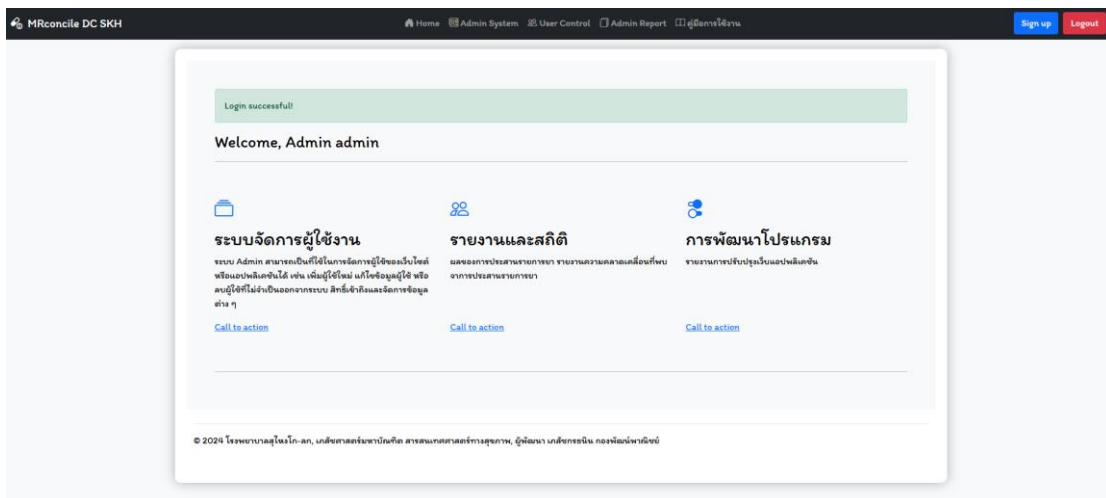 MRconcile DC SKH
Home Admin System User Control Admin Report คู่มือการใช้งาน
Sign up Logout
Login successful!
Welcome, Admin admin
ระบบจัดการผู้ใช้งาน
ระบบ Admin สามารถเป็นที่ใช้ในการจัดการผู้ใช้ของเว็บไซต์
หรือแอปพลิเคชันได้ เช่น เพิ่มผู้ใช้ใหม่ แก้ไขข้อมูลผู้ใช้ หรือ
ลบผู้ใช้ที่ไม่จำเป็นออกจากระบบ สิทธิ์เข้าถึงและจัดการข้อมูล
ต่าง ๆ
Call to action
รายงานและสถิติ
ผลของการประสานรายการยา รายงานความคลาดเคลื่อนที่พบ
จากการประสานรายการยา
Call to action
การพัฒนาโปรแกรม
รายงานการปรับปรุงเว็บแอปพลิเคชัน
Call to action
© 2024 โรงพยาบาลสุไหงโก-ลก, เภสัชศาสตร์มหาบัณฑิต สารสนเทศศาสตร์ทางสุขภาพ, ผู้พัฒนา เภสัชกรธนิน กองพัฒน์พาณิชย์